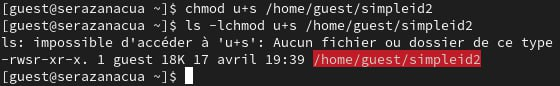 [guest@serazanacua ~]$ chmod u+s /home/guest/simpleid2
[guest@serazanacua ~]$ ls -lchmod u+s /home/guest/simpleid2
ls: impossible d'accéder à 'u+s': Aucun fichier ou dossier de ce type
-rwsr-xr-x. 1 guest 18K 17 avril 19:39 /home/guest/simpleid2
[guest@serazanacua ~]$